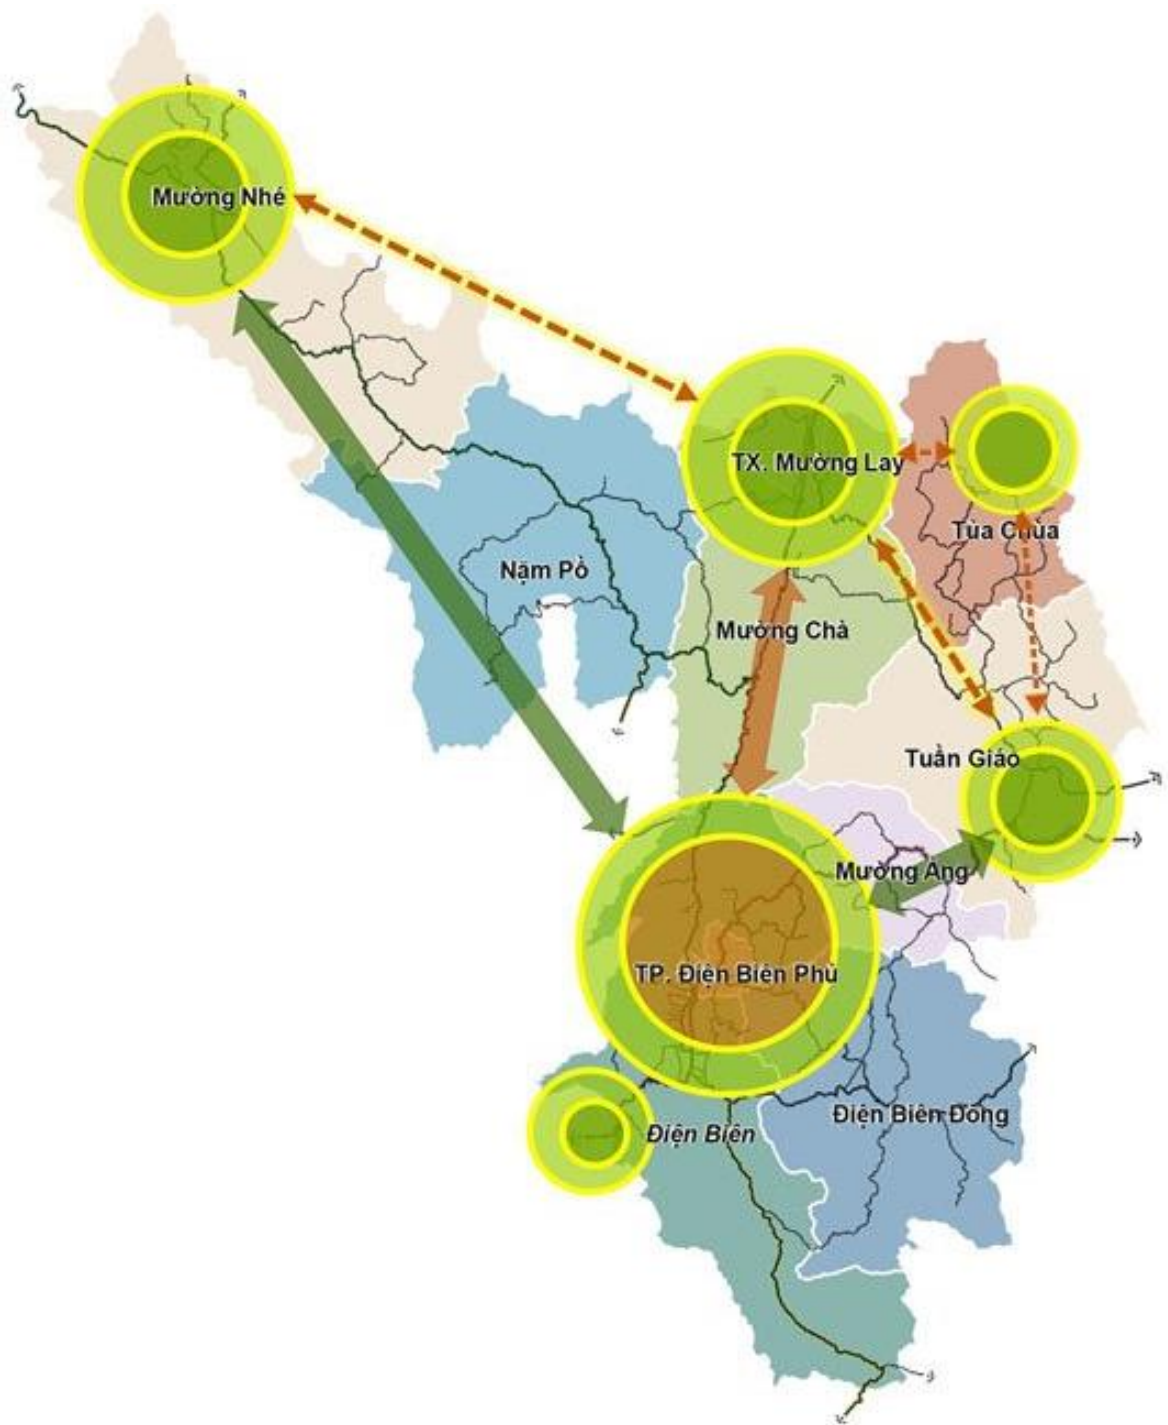 Mường Nhé
TX. Mường Lay
Tủa Chùa
Nặm Pồ
Mường Chà
Tuần Giáo
Mường Ảng
TP. Điện Biên Phủ
Điện Biên
Điện Biên Đông